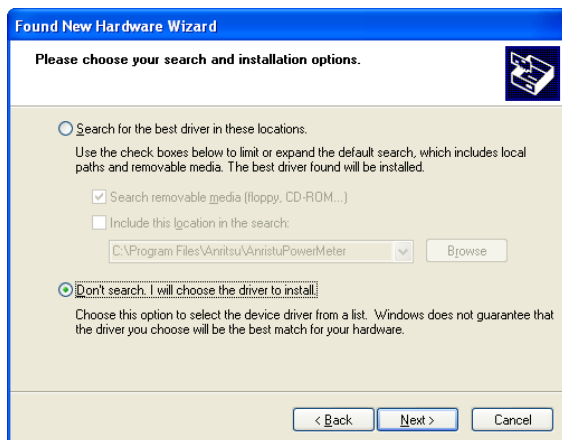 Found New Hardware Wizard
Please choose your search and installation options.
Search for the best driver in these locations.
Use the check boxes below to limit or expand the default search, which includes local
paths and removable media. The best driver found will be installed.
Search removable media (floppy, CD-ROM...)
Include this location in the search:
C:\Program Files\Anritsu\AnristuPowerMeter
Browse
Don't search. I will choose the driver to install.
Choose this option to select the device driver from a list. Windows does not guarantee that
the driver you choose will be the best match for your hardware.
< Back Next > Cancel